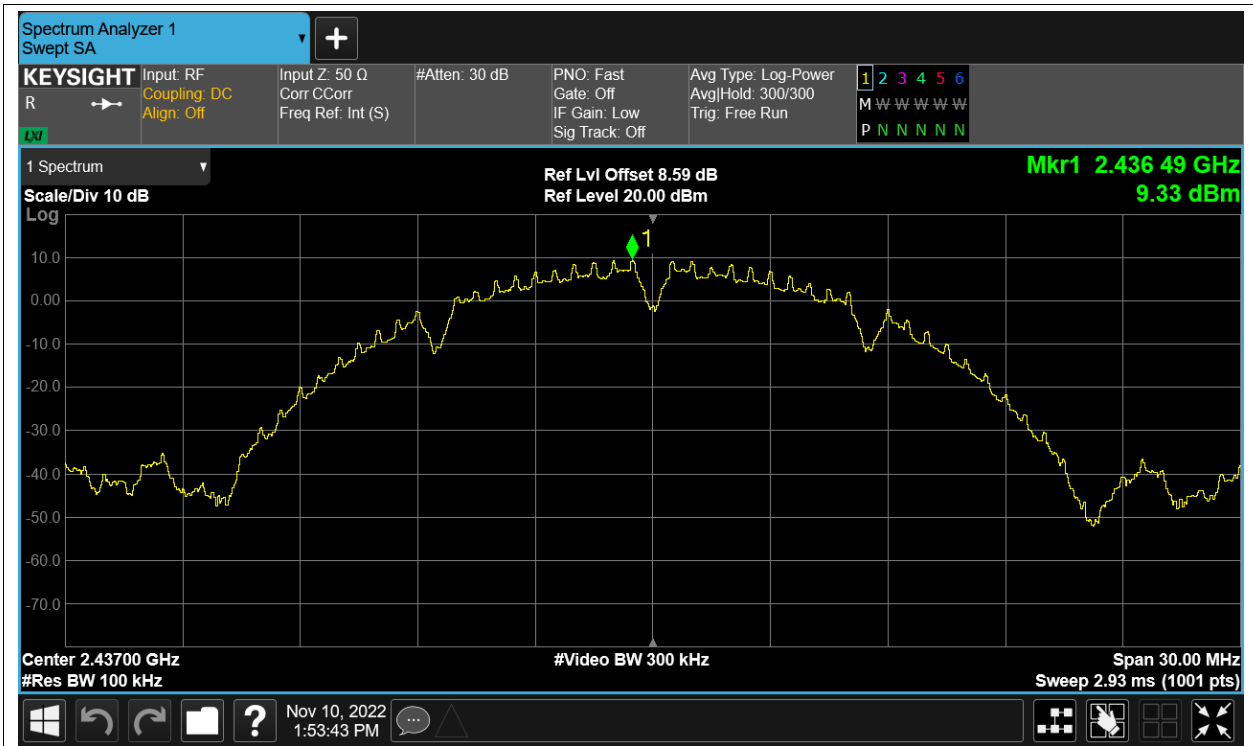 Spectrum Analyzer 1
Swept SA
+
KEYSIGHT
R
LXI
Input: RF
Coupling: DC
Align: Off
Input Z: 50 Ω
Corr CCorr
Freq Ref: Int (S)
#Atten: 30 dB
PNO: Fast
Gate: Off
IF Gain: Low
Sig Track: Off
Avg Type: Log-Power
Avg|Hold: 300/300
Trig: Free Run
1 2 3 4 5 6
M W W W W W
P N N N N N
1 Spectrum
Scale/Div 10 dB
Log
Ref Lvl Offset 8.59 dB
Ref Level 20.00 dBm
Mkr1 2.436 49 GHz
9.33 dBm
1
10.0
0.00
-10.0
-20.0
-30.0
-40.0
-50.0
-60.0
-70.0
Center 2.43700 GHz
#Res BW 100 kHz
#Video BW 300 kHz
Span 30.00 MHz
Sweep 2.93 ms (1001 pts)
?
Nov 10, 2022
1:53:43 PM